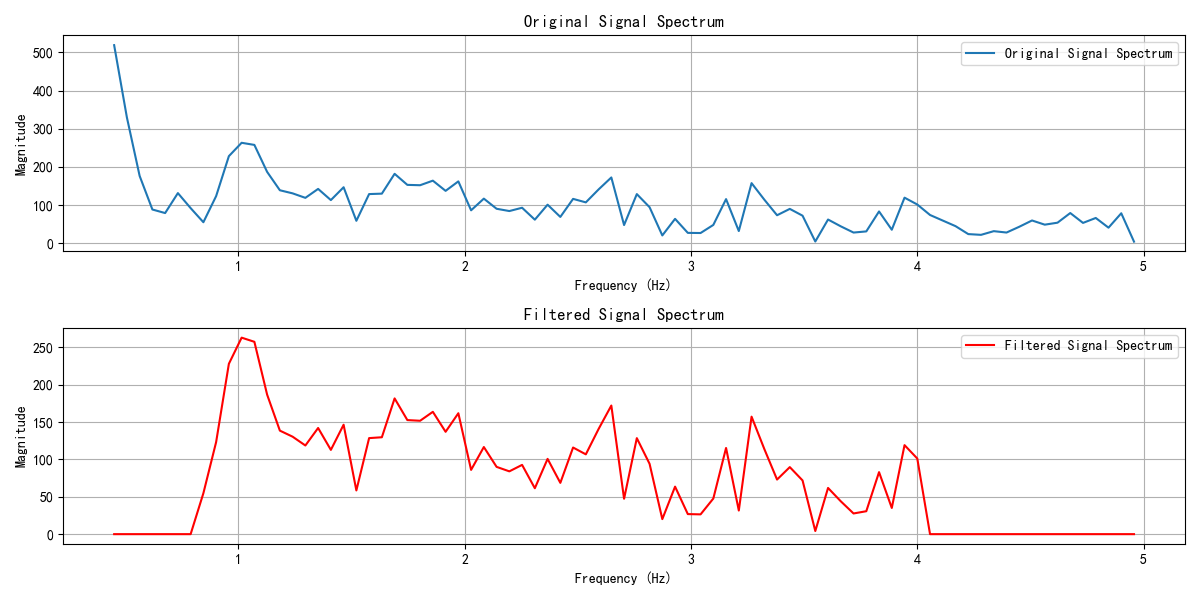 Original Signal Spectrum
500
400
300
200
100
0
Magnitude
Original Signal Spectrum
1 2 3 4 5
Frequency (Hz)
Filtered Signal Spectrum
250
200
150
100
50
0
Magnitude
Filtered Signal Spectrum
1 2 3 4 5
Frequency (Hz)